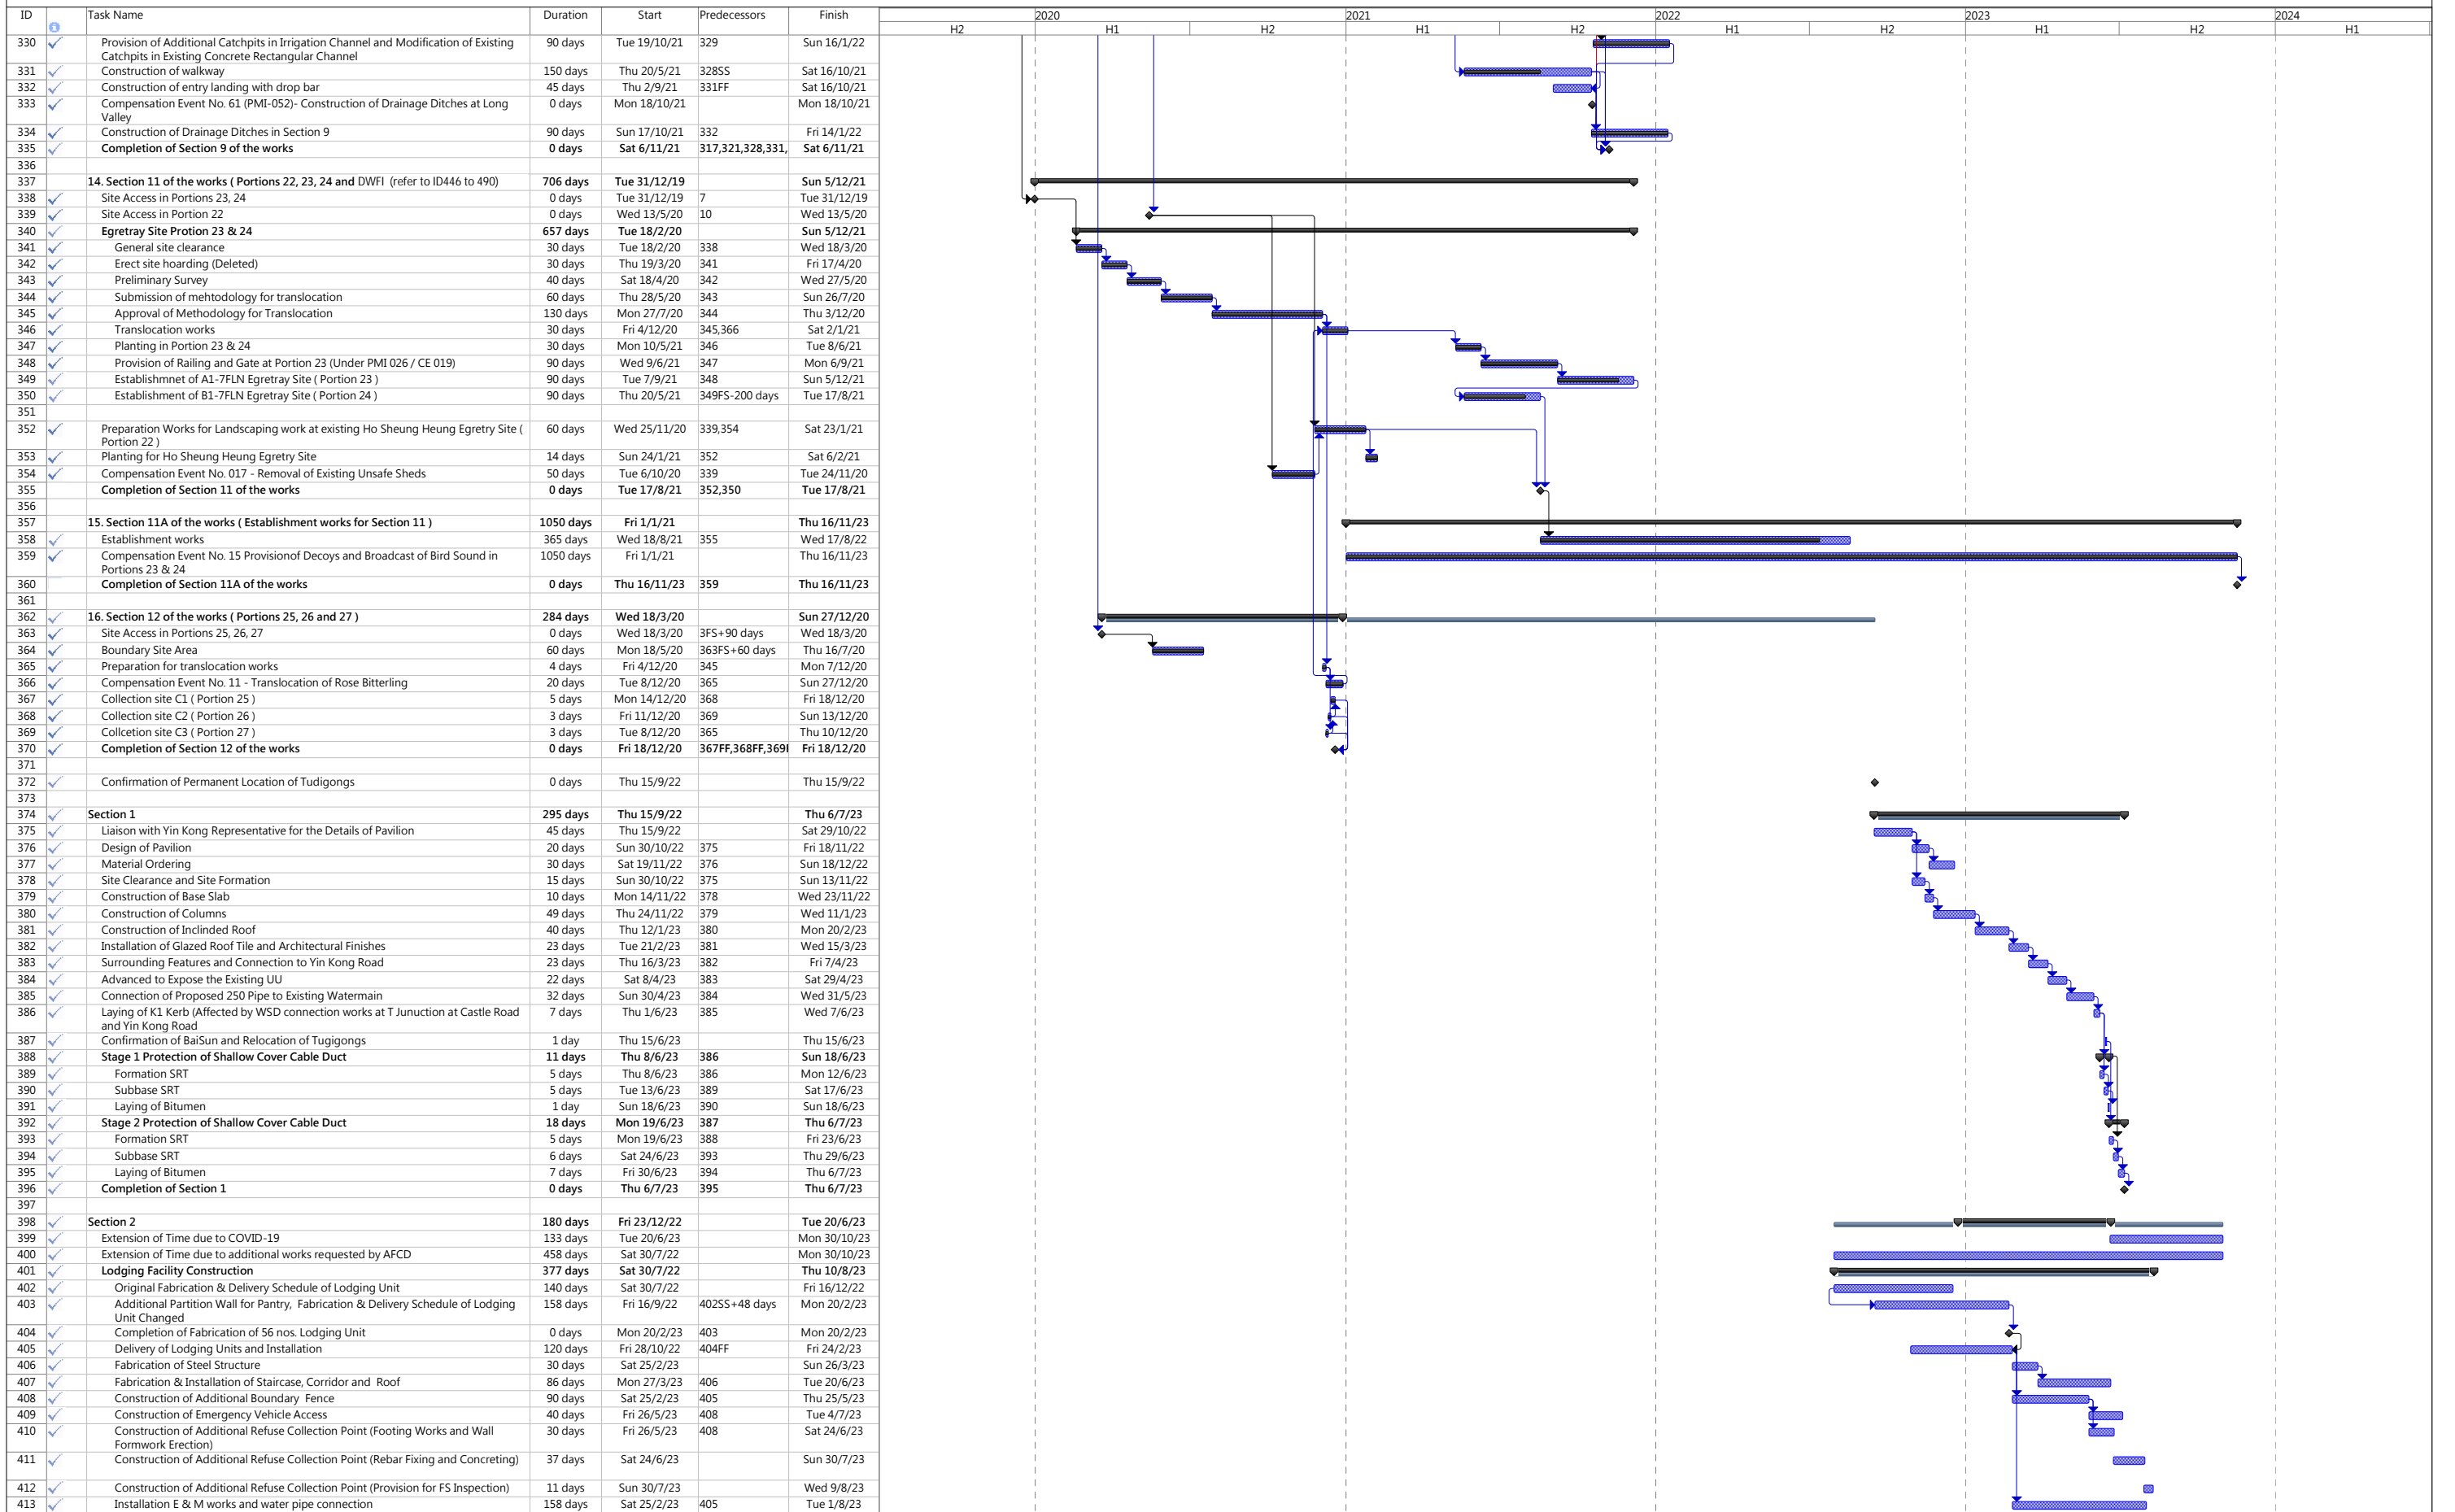 ID Task Name Duration Start Predecessors Finish 2020 2021 2022 2023 2024
H2 H1 H2 H1 H2 H1 H2 H1 H2 H1
330 Provision of Additional Catchpits in Irrigation Channel and Modification of Existing 90 days Tue 19/10/21 329 Sun 16/1/22
Catchpits in Existing Concrete Rectangular Channel
331 Construction of walkway 150 days Thu 20/5/21 328SS Sat 16/10/21
332 Construction of entry landing with drop bar 45 days Thu 2/9/21 331FF Sat 16/10/21
333 Compensation Event No. 61 (PMI-052)- Construction of Drainage Ditches at Long 0 days Mon 18/10/21 Mon 18/10/21
Valley
334 Construction of Drainage Ditches in Section 9 90 days Sun 17/10/21 332 Fri 14/1/22
335 Completion of Section 9 of the works 0 days Sat 6/11/21 317,321,328,331, Sat 6/11/21
336
337 14. Section 11 of the works ( Portions 22, 23, 24 and DWFI (refer to ID446 to 490) 706 days Tue 31/12/19 Sun 5/12/21
338 Site Access in Portions 23, 24 0 days Tue 31/12/19 7 Tue 31/12/19
339 Site Access in Portion 22 0 days Wed 13/5/20 10 Wed 13/5/20
340 Egretray Site Protion 23 & 24 657 days Tue 18/2/20 Sun 5/12/21
341 General site clearance 30 days Tue 18/2/20 338 Wed 18/3/20
342 Erect site hoarding (Deleted) 30 days Thu 19/3/20 341 Fri 17/4/20
343 Preliminary Survey 40 days Sat 18/4/20 342 Wed 27/5/20
344 Submission of mehtodology for translocation 60 days Thu 28/5/20 343 Sun 26/7/20
345 Approval of Methodology for Translocation 130 days Mon 27/7/20 344 Thu 3/12/20
346 Translocation works 30 days Fri 4/12/20 345,366 Sat 2/1/21
347 Planting in Portion 23 & 24 30 days Mon 10/5/21 346 Tue 8/6/21
348 Provision of Railing and Gate at Portion 23 (Under PMI 026 / CE 019) 90 days Wed 9/6/21 347 Mon 6/9/21
349 Establishmnet of A1-7FLN Egretray Site ( Portion 23 ) 90 days Tue 7/9/21 348 Sun 5/12/21
350 Establishment of B1-7FLN Egretray Site ( Portion 24 ) 90 days Thu 20/5/21 349FS-200 days Tue 17/8/21
351
352 Preparation Works for Landscaping work at existing Ho Sheung Heung Egretry Site ( 60 days Wed 25/11/20 339,354 Sat 23/1/21
Portion 22 )
353 Planting for Ho Sheung Heung Egretry Site 14 days Sun 24/1/21 352 Sat 6/2/21
354 Compensation Event No. 017 - Removal of Existing Unsafe Sheds 50 days Tue 6/10/20 339 Tue 24/11/20
355 Completion of Section 11 of the works 0 days Tue 17/8/21 352,350 Tue 17/8/21
356
357 15. Section 11A of the works ( Establishment works for Section 11 ) 1050 days Fri 1/1/21 Thu 16/11/23
358 Establishment works 365 days Wed 18/8/21 355 Wed 17/8/22
359 Compensation Event No. 15 Provisionof Decoys and Broadcast of Bird Sound in 1050 days Fri 1/1/21 Thu 16/11/23
Portions 23 & 24
360 Completion of Section 11A of the works 0 days Thu 16/11/23 359 Thu 16/11/23
361
362 16. Section 12 of the works ( Portions 25, 26 and 27 ) 284 days Wed 18/3/20 Sun 27/12/20
363 Site Access in Portions 25, 26, 27 0 days Wed 18/3/20 3FS+90 days Wed 18/3/20
364 Boundary Site Area 60 days Mon 18/5/20 363FS+60 days Thu 16/7/20
365 Preparation for translocation works 4 days Fri 4/12/20 345 Mon 7/12/20
366 Compensation Event No. 11 - Translocation of Rose Bitterling 20 days Tue 8/12/20 365 Sun 27/12/20
367 Collection site C1 ( Portion 25 ) 5 days Mon 14/12/20 368 Fri 18/12/20
368 Collection site C2 ( Portion 26 ) 3 days Fri 11/12/20 369 Sun 13/12/20
369 Collcetion site C3 ( Portion 27 ) 3 days Tue 8/12/20 365 Thu 10/12/20
370 Completion of Section 12 of the works 0 days Fri 18/12/20 367FF,368FF,369 Fri 18/12/20
371
372 Confirmation of Permanent Location of Tudigongs 0 days Thu 15/9/22 Thu 15/9/22
373
374 Section 1 295 days Thu 15/9/22 Thu 6/7/23
375 Liaison with Yin Kong Representative for the Details of Pavilion 45 days Thu 15/9/22 Sat 29/10/22
376 Design of Pavilion 20 days Sun 30/10/22 375 Fri 18/11/22
377 Material Ordering 30 days Sat 19/11/22 376 Sun 18/12/22
378 Site Clearance and Site Formation 15 days Sun 30/10/22 375 Sun 13/11/22
379 Construction of Base Slab 10 days Mon 14/11/22 378 Wed 23/11/22
380 Construction of Columns 49 days Thu 24/11/22 379 Wed 11/1/23
381 Construction of Inclinded Roof 40 days Thu 12/1/23 380 Mon 20/2/23
382 Installation of Glazed Roof Tile and Architectural Finishes 23 days Tue 21/2/23 381 Wed 15/3/23
383 Surrounding Features and Connection to Yin Kong Road 23 days Thu 16/3/23 382 Fri 7/4/23
384 Advanced to Expose the Existing UU 22 days Sat 8/4/23 383 Sat 29/4/23
385 Connection of Proposed 250 Pipe to Existing Watermain 32 days Sun 30/4/23 384 Wed 31/5/23
386 Laying of K1 Kerb (Affected by WSD connection works at T Junuction at Castle Road 7 days Thu 1/6/23 385 Wed 7/6/23
and Yin Kong Road
387 Confirmation of BaiSun and Relocation of Tugigongs 1 day Thu 15/6/23 Thu 15/6/23
388 Stage 1 Protection of Shallow Cover Cable Duct 11 days Thu 8/6/23 386 Sun 18/6/23
389 Formation SRT 5 days Thu 8/6/23 386 Mon 12/6/23
390 Subbase SRT 5 days Tue 13/6/23 389 Sat 17/6/23
391 Laying of Bitumen 1 day Sun 18/6/23 390 Sun 18/6/23
392 Stage 2 Protection of Shallow Cover Cable Duct 18 days Mon 19/6/23 387 Thu 6/7/23
393 Formation SRT 5 days Mon 19/6/23 388 Fri 23/6/23
394 Subbase SRT 6 days Sat 24/6/23 393 Thu 29/6/23
395 Laying of Bitumen 7 days Fri 30/6/23 394 Thu 6/7/23
396 Completion of Section 1 0 days Thu 6/7/23 395 Thu 6/7/23
397
398 Section 2 180 days Fri 23/12/22 Tue 20/6/23
399 Extension of Time due to COVID-19 133 days Tue 20/6/23 Mon 30/10/23
400 Extension of Time due to additional works requested by AFCD 458 days Sat 30/7/22 Mon 30/10/23
401 Lodging Facility Construction 377 days Sat 30/7/22 Thu 10/8/23
402 Original Fabrication & Delivery Schedule of Lodging Unit 140 days Sat 30/7/22 Fri 16/12/22
403 Additional Partition Wall for Pantry, Fabrication & Delivery Schedule of Lodging 158 days Fri 16/9/22 402SS+48 days Mon 20/2/23
Unit Changed
404 Completion of Fabrication of 56 nos. Lodging Unit 0 days Mon 20/2/23 403 Mon 20/2/23
405 Delivery of Lodging Units and Installation 120 days Fri 28/10/22 404FF Fri 24/2/23
406 Fabrication of Steel Structure 30 days Sat 25/2/23 Sun 26/3/23
407 Fabrication & Installation of Staircase, Corridor and Roof 86 days Mon 27/3/23 406 Tue 20/6/23
408 Construction of Additional Boundary Fence 90 days Sat 25/2/23 405 Thu 25/5/23
409 Construction of Emergency Vehicle Access 40 days Fri 26/5/23 408 Tue 4/7/23
410 Construction of Additional Refuse Collection Point (Footing Works and Wall 30 days Fri 26/5/23 408 Sat 24/6/23
Formwork Erection)
411 Construction of Additional Refuse Collection Point (Rebar Fixing and Concreting) 37 days Sat 24/6/23 Sun 30/7/23
412 Construction of Additional Refuse Collection Point (Provision for FS Inspection) 11 days Sun 30/7/23 Wed 9/8/23
413 Installation E & M works and water pipe connection 158 days Sat 25/2/23 405 Tue 1/8/23